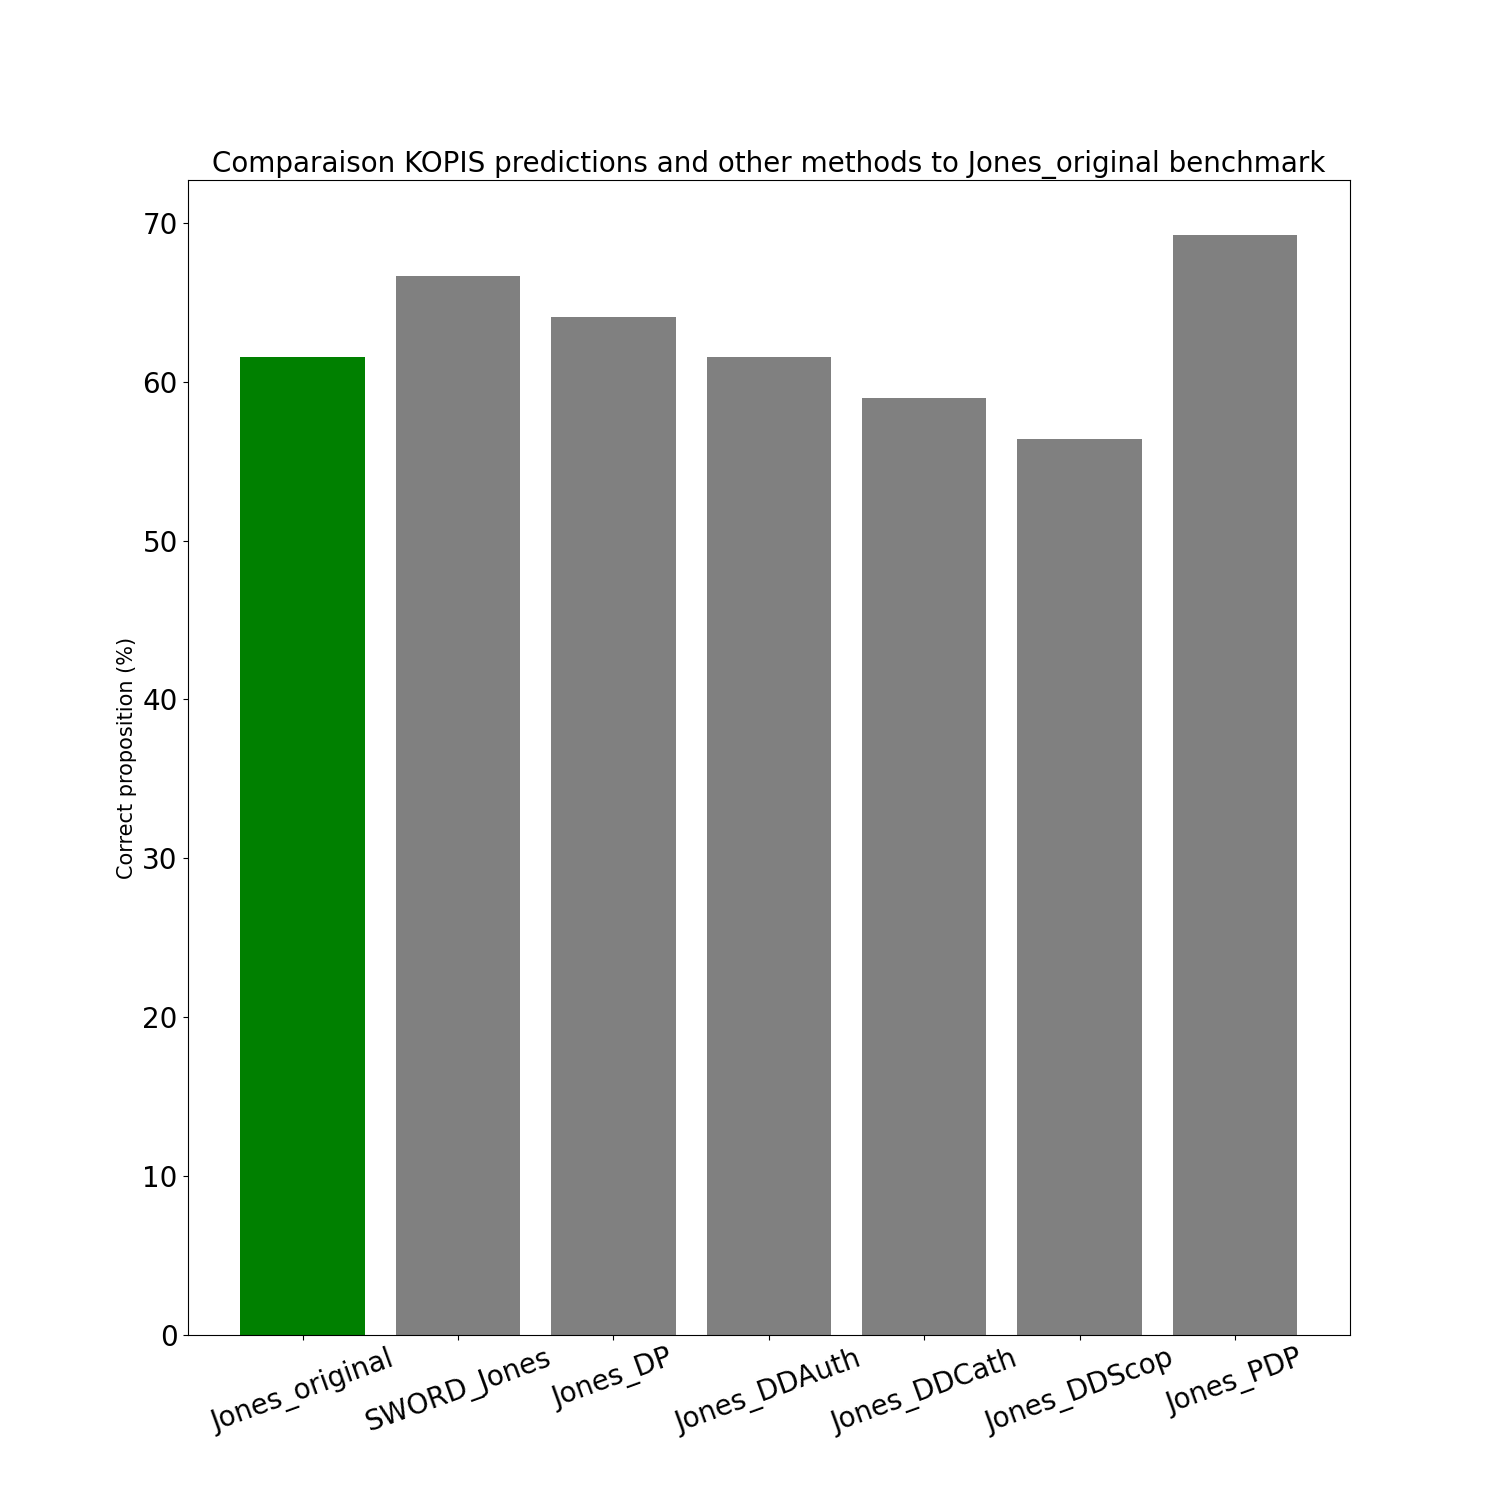 Comparaison KOPIS predictions and other methods to Jones_original benchmark
Correct proposition (%)
70
60
50
40
30
20
10
0
Jones_original
SWORD_Jones
Jones_DP
Jones_DDAuth
Jones_DDCath
Jones_DDScop
Jones_PDP